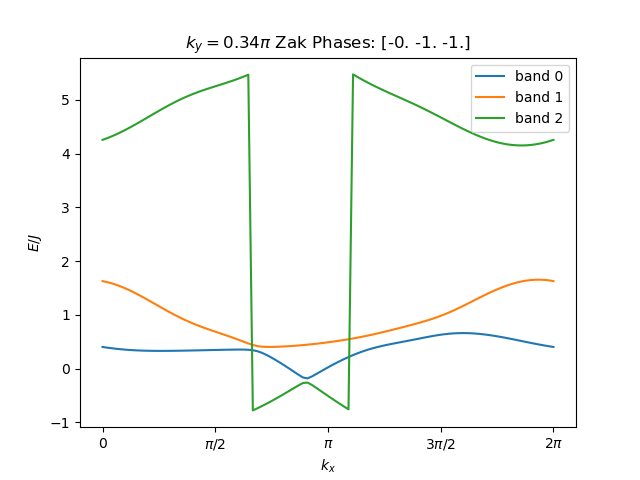 $k_y = 0.34\pi$ Zak Phases: [-0. -1. -1.]
band 0
band 1
band 2
5
4
3
2
1
0
−1
E/J
0
π/2
π
3π/2
2π
$k_x$